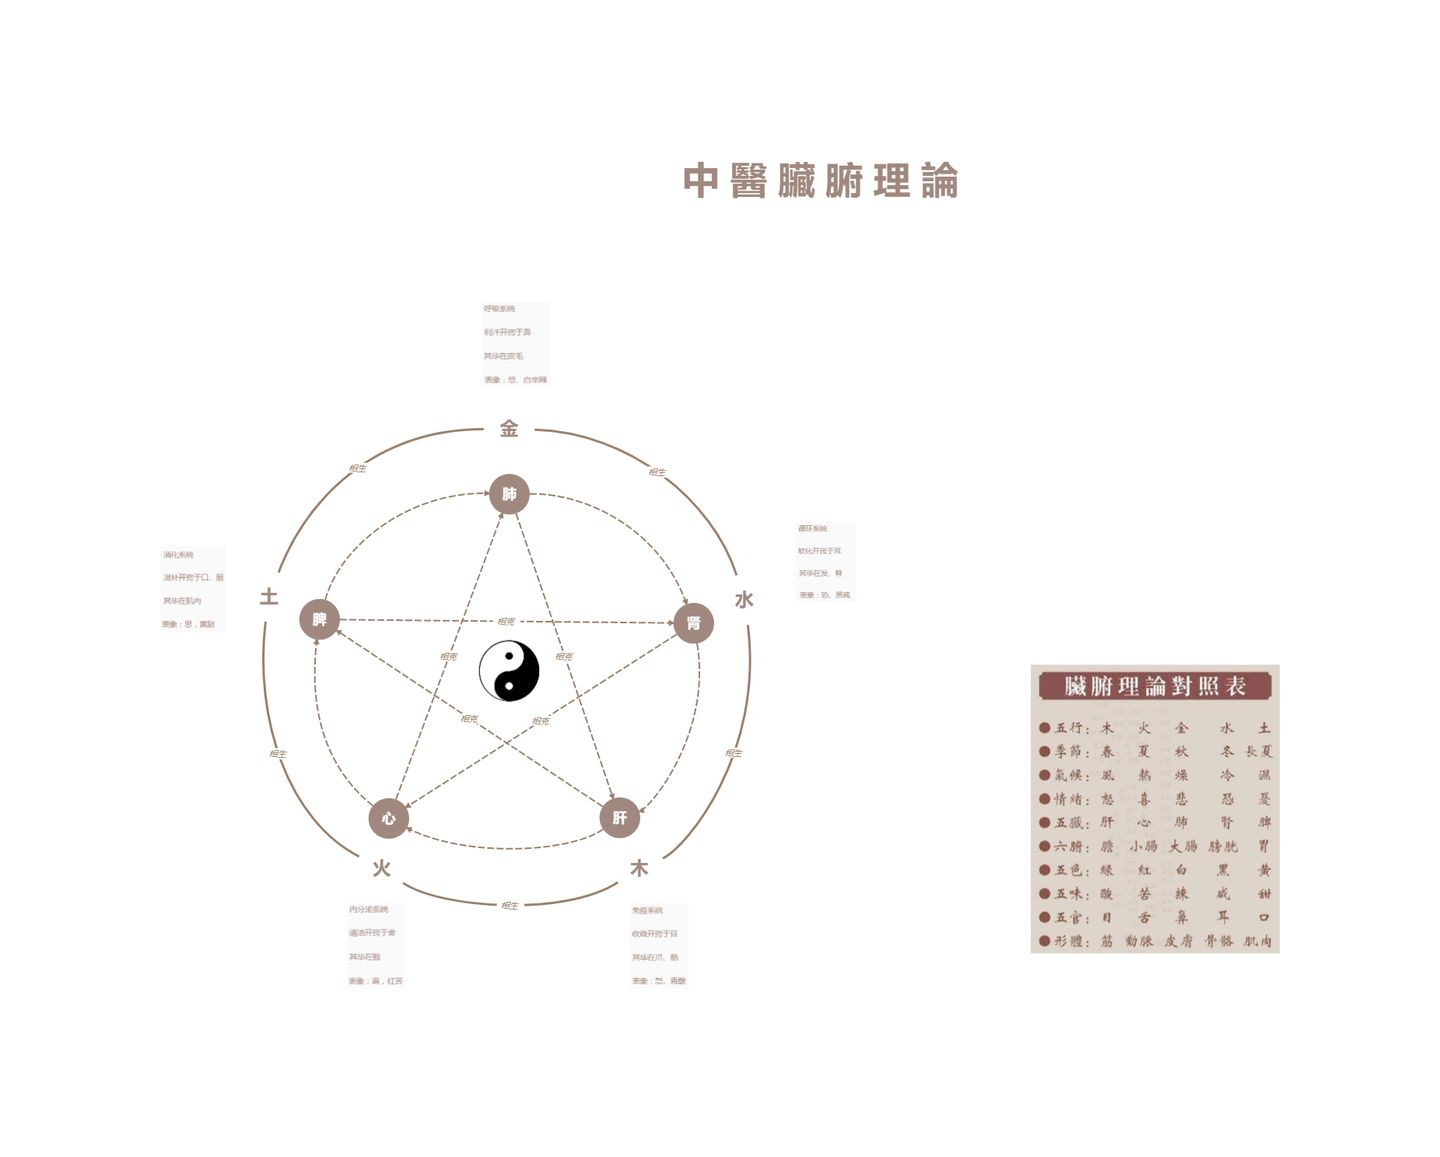 中醫臟腑理論
呼吸系统
利汗开窍于鼻
其华在皮毛
表象：悲、白辛辣
金
相生
相生
肺
循环系统
软化开窍于耳
其华在发、骨
表象：恐、黑咸
消化系统
滋补开窍于口、唇
其华在肌肉
表象：思，黄甜
土
水
脾
相克
肾
相克
相克
相克
相克
相生
相生
心
肝
火
木
相生
内分泌系统
清洁开窍于舍
其华在脸
表象：喜，红苦
免疫系统
收敛开窍于目
其华在爪、筋
表象：怒、青酸
臟腑理論對照表
五行：木 火 金 水 土
季節：春 夏 秋 冬 長夏
氣候：風 熱 燥 冷 濕
情緒：怒 喜 悲 恐 憂
五臟：肝 心 肺 腎 脾
六腑：膽 小腸 大腸 膀胱 胃
五色：綠 紅 白 黑 黃
五味：酸 苦 辣 咸 甜
五官：目 舌 鼻 耳 口
形體：筋 動脈 皮膚 骨骼 肌肉